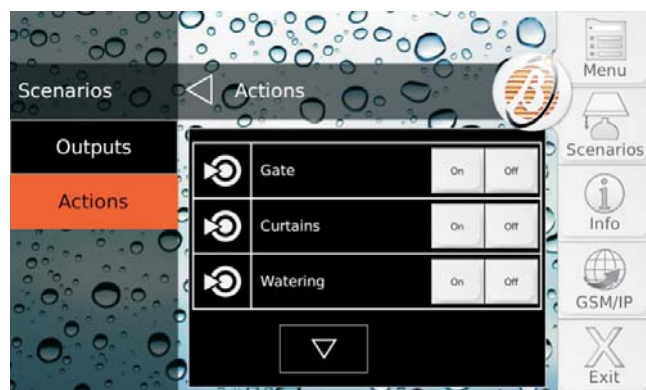 Scenarios
Actions
Outputs
Actions
Gate
On
Off
Curtains
On
Off
Watering
On
Off
Menu
Scenarios
Info
GSM/IP
Exit